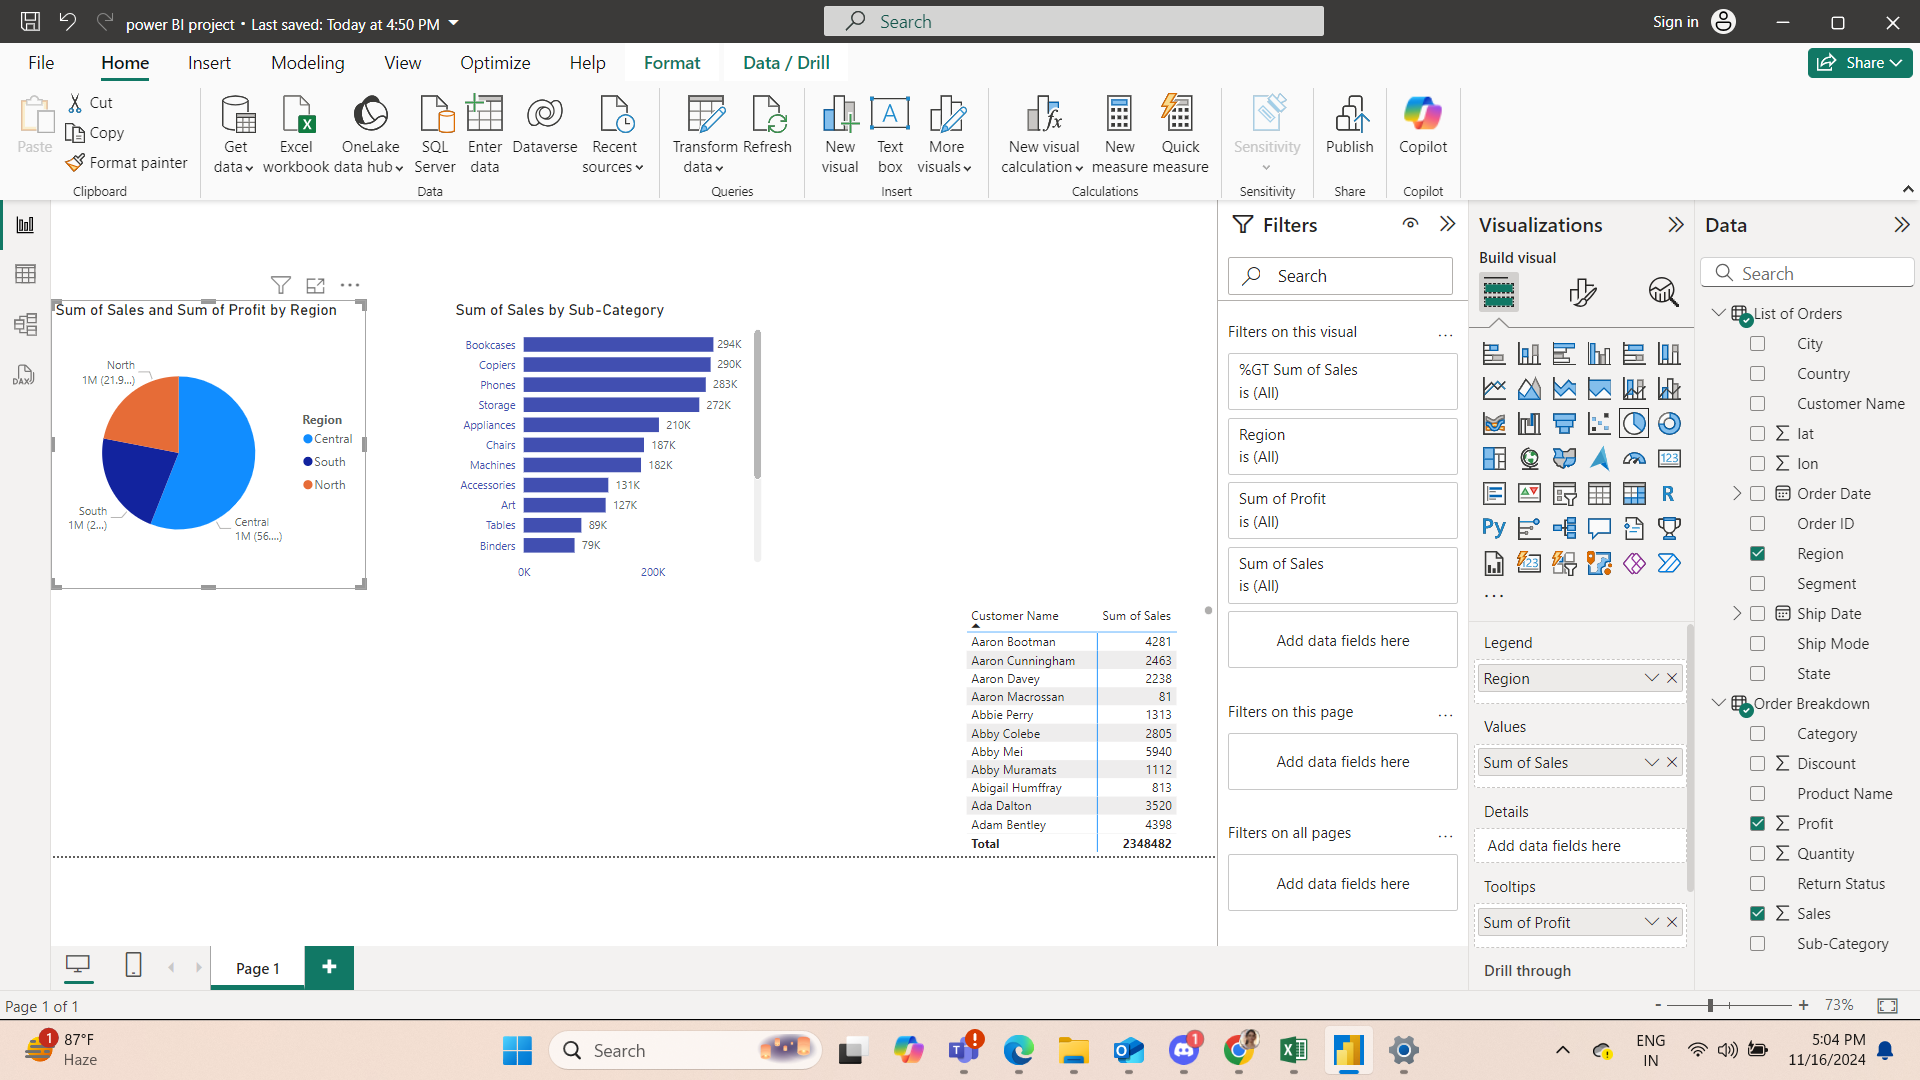 power BI project • Last saved: Today at 4:50 PM
Search
Sign in
File
Home
Insert
Modeling
View
Optimize
Help
Format
Data / Drill
Share
Paste
Cut
Copy
Format painter
Clipboard
Get data
Excel workbook
OneLake data hub
SQL Server
Enter data
Dataverse
Recent sources
Data
Transform data
Refresh
Queries
New visual
Text box
More visuals
Insert
New visual calculation
New measure
Quick measure
Calculations
Sensitivity
Sensitivity
Publish
Share
Copilot
Copilot
Sum of Sales and Sum of Profit by Region
North
1M (21.9...)
South
1M (2...)
Central
1M (56....)
Region
Central
South
North
Sum of Sales by Sub-Category
Bookcases 294K
Copiers 290K
Phones 283K
Storage 272K
Appliances 210K
Chairs 187K
Machines 182K
Accessories 131K
Art 127K
Tables 89K
Binders 79K
0K 200K
Customer Name Sum of Sales
Aaron Bootman 4281
Aaron Cunningham 2463
Aaron Davey 2238
Aaron Macrossan 81
Abbie Perry 1313
Abby Colebe 2805
Abby Mei 5940
Abby Muramats 1112
Abigail Humffray 813
Ada Dalton 3520
Adam Bentley 4398
Total 2348482
Filters
Search
Filters on this visual ...
%GT Sum of Sales
is (All)
Region
is (All)
Sum of Profit
is (All)
Sum of Sales
is (All)
Add data fields here
Filters on this page ...
Add data fields here
Filters on all pages ...
Add data fields here
Visualizations
Build visual
123
R
Py
123
...
Legend
Region
Values
Sum of Sales
Details
Add data fields here
Tooltips
Sum of Profit
Drill through
Data
Search
List of Orders
City
Country
Customer Name
∑ lat
∑ lon
Order Date
Order ID
Region
Segment
Ship Date
Ship Mode
State
Order Breakdown
Category
∑ Discount
Product Name
∑ Profit
∑ Quantity
Return Status
∑ Sales
Sub-Category
DAX
Page 1
Page 1 of 1
- + 73%
1
87°F
Haze
Search
1
ENG
IN
5:04 PM
11/16/2024